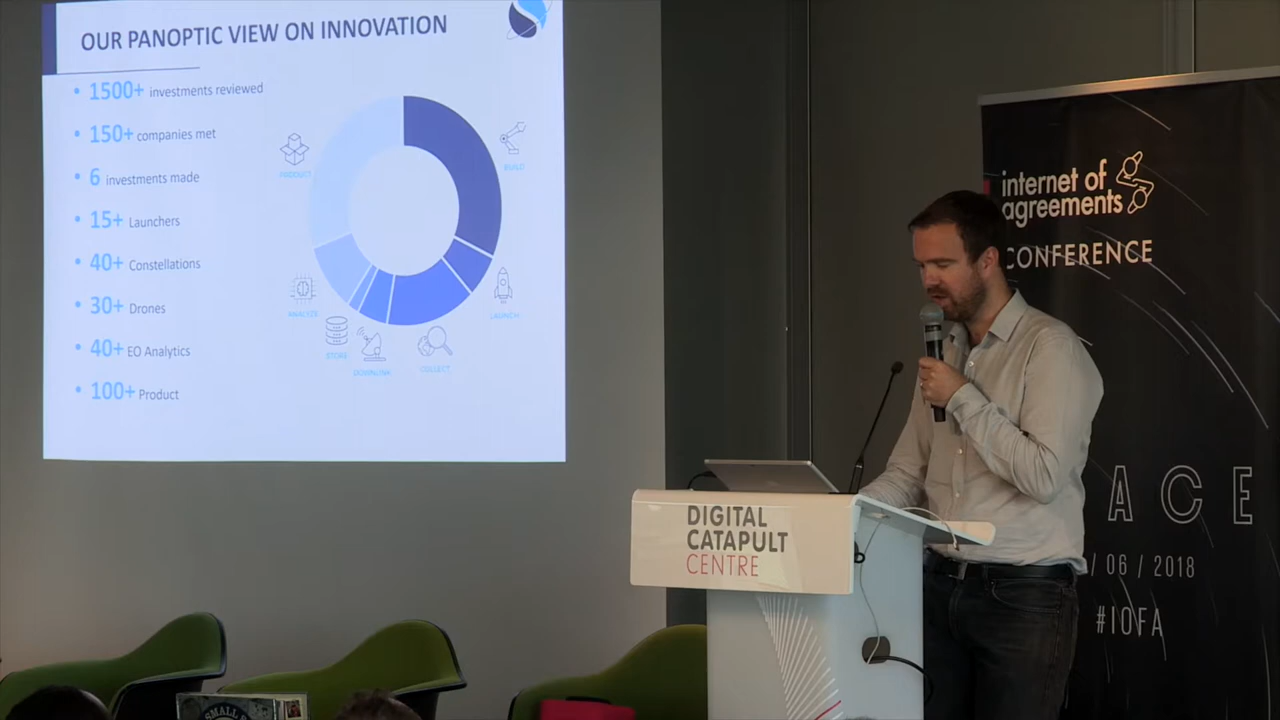 OUR PANOPTIC VIEW ON INNOVATION
1500+ investments reviewed
150+ companies met
6 investments made
15+ Launchers
40+ Constellations
30+ Drones
40+ EO Analytics
100+ Product
PRODUCT
BUILD
ANALYZE
LAUNCH
STORE
DOWNLINK
COLLECT
internet of
agreements
CONFERENCE
ACE
/ 06 / 2018
#IOFA
DIGITAL
CATAPULT
CENTRE
SMALL